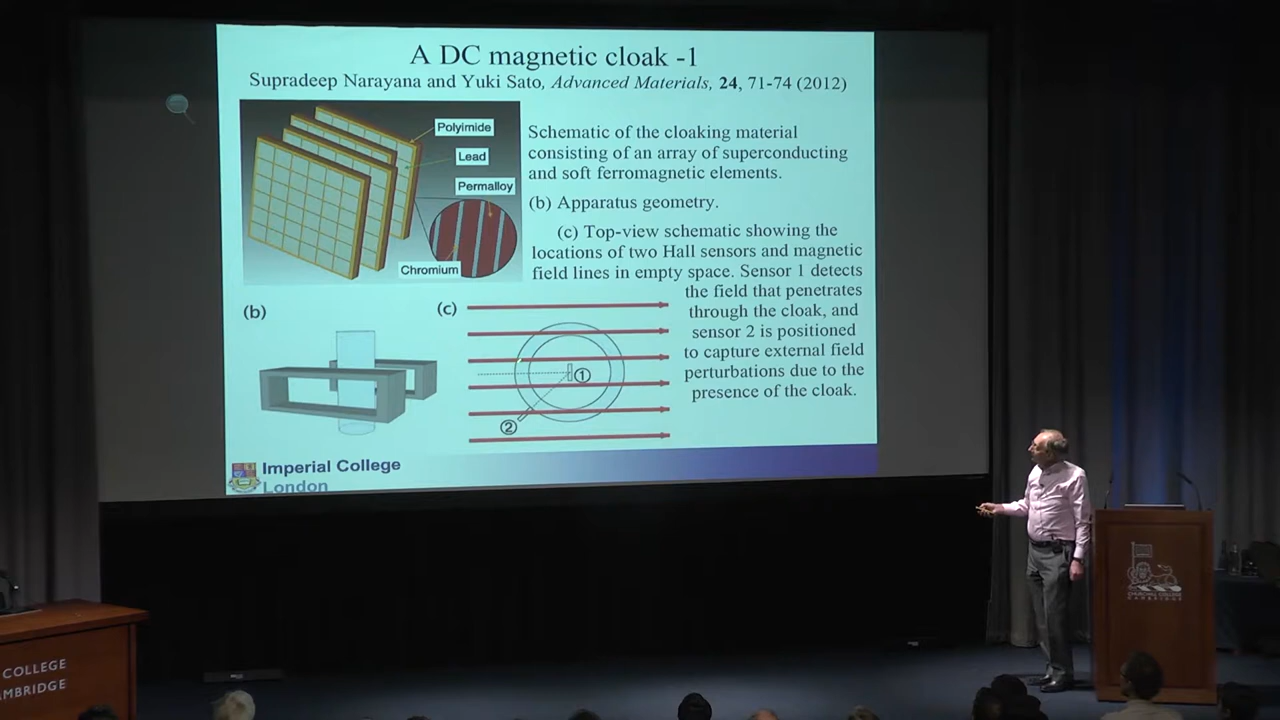 A DC magnetic cloak -1
Supradeep Narayana and Yuki Sato, Advanced Materials, 24, 71-74 (2012)
Polyimide
Lead
Permalloy
Chromium
Schematic of the cloaking material
consisting of an array of superconducting
and soft ferromagnetic elements.
(b) Apparatus geometry.
(c) Top-view schematic showing the
locations of two Hall sensors and magnetic
field lines in empty space. Sensor 1 detects
the field that penetrates
through the cloak, and
sensor 2 is positioned
to capture external field
perturbations due to the
presence of the cloak.
(b)
(c)
①
②
Imperial College
London
COLLEGE
MBRIDGE
CHURCHILL COLLEGE
CAMBRIDGE